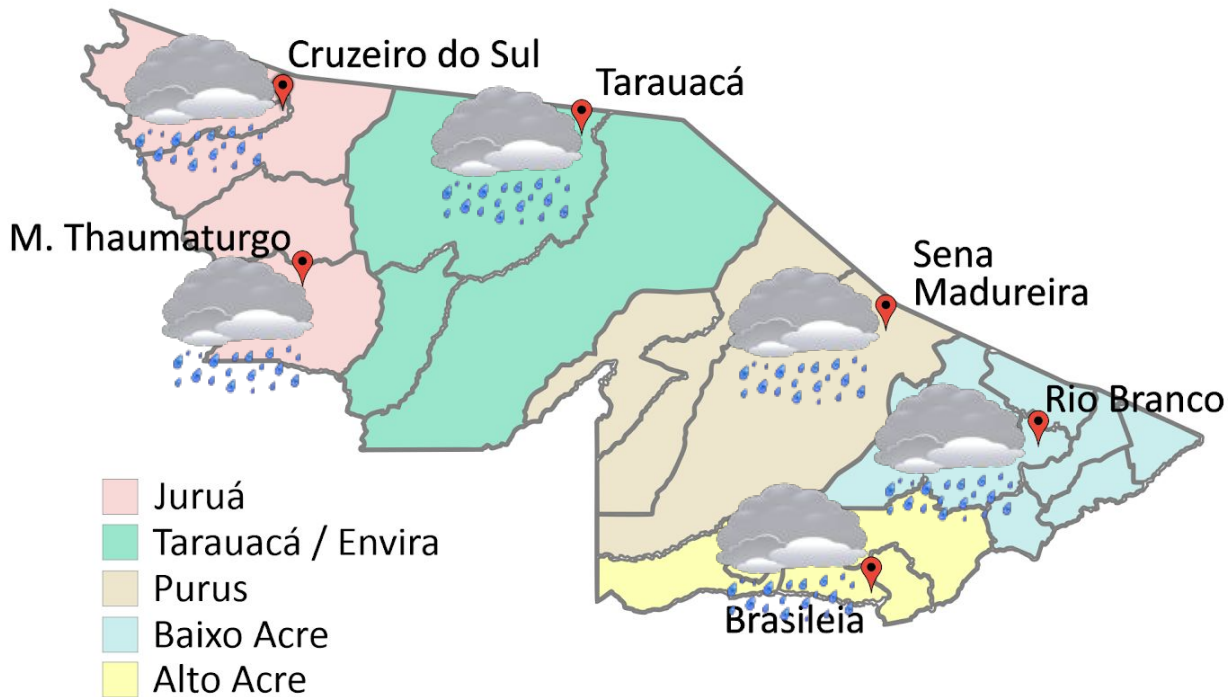 Cruzeiro do Sul
Tarauacá
M. Thaumaturgo
Sena
Madureira
Rio Branco
Brasileia
Juruá
Tarauacá / Envira
Purus
Baixo Acre
Alto Acre